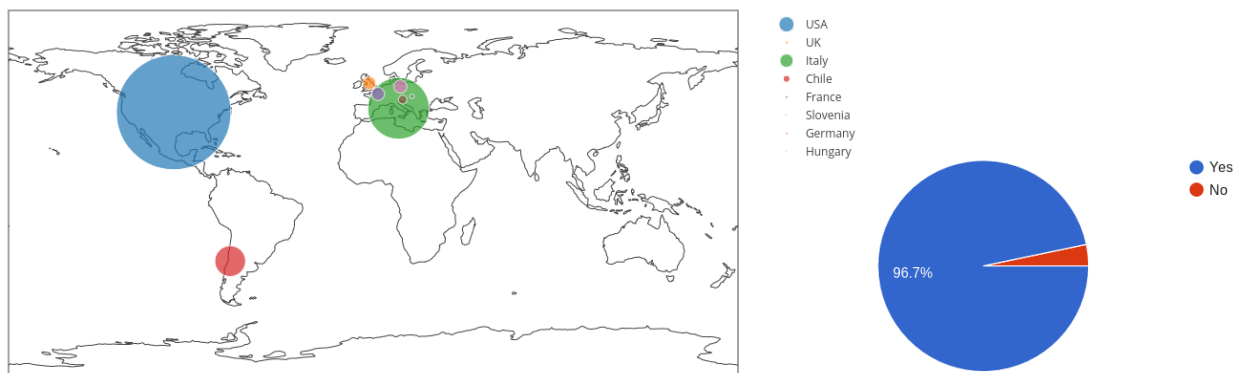 USA
UK
Italy
Chile
France
Slovenia
Germany
Hungary
Yes
No
96.7%